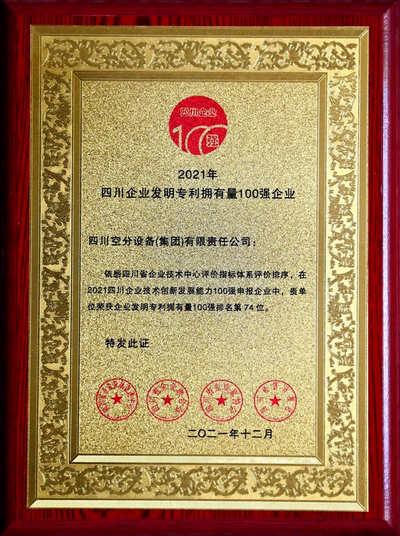 四川企业
100强
2021年
四川企业发明专利拥有量100强企业
四川空分设备(集团)有限责任公司：
依照四川省企业技术中心评价指标体系评价排序，在
2021四川企业技术创新发展能力100强申报企业中，贵单
位荣获企业发明专利拥有量100强排名第 74 位。
特发此证
二〇二一年十二月